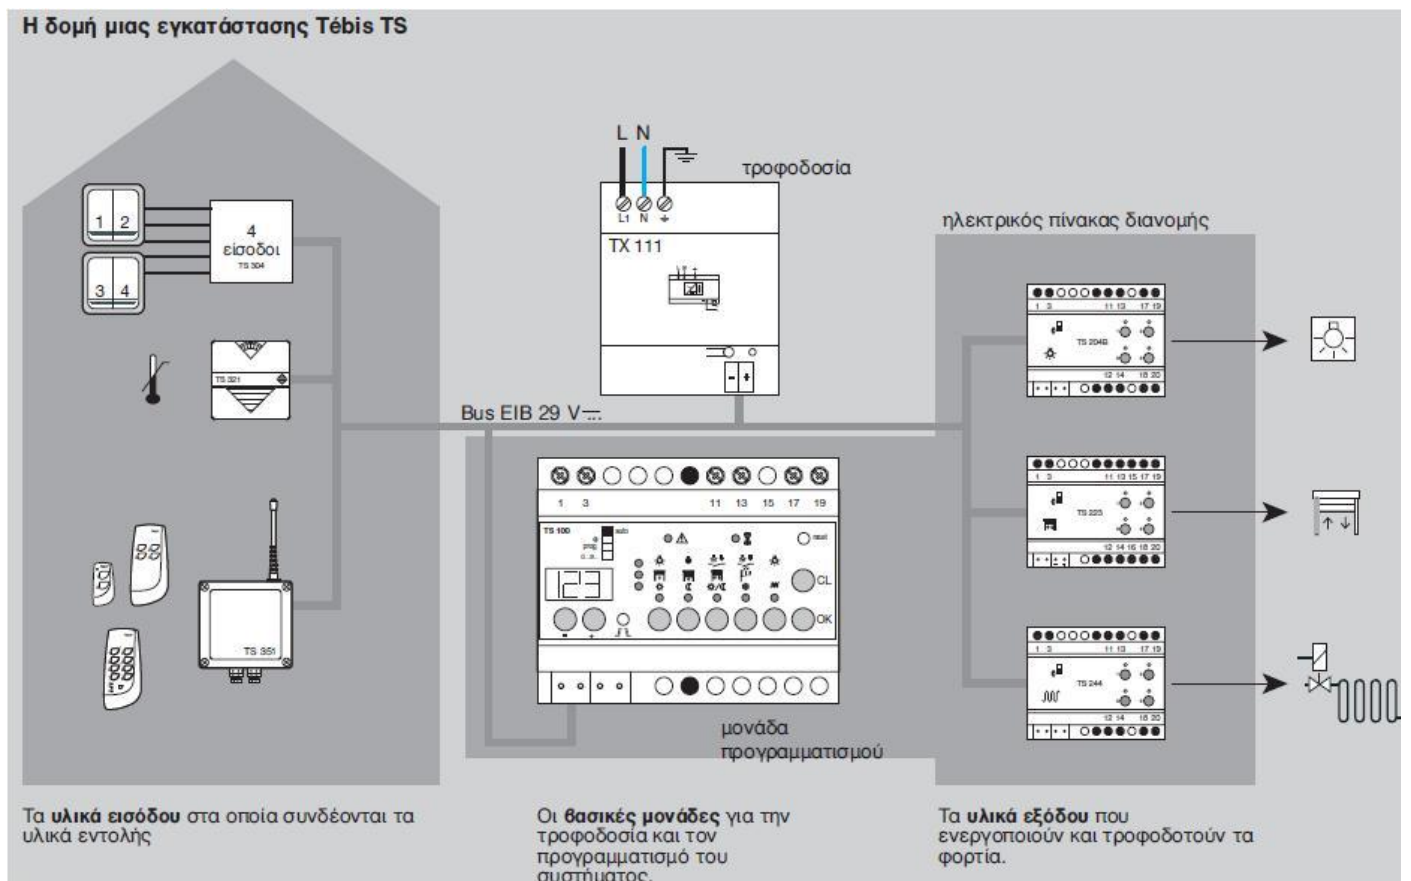 Η δομή μιας εγκατάστασης Tébis TS
L N
τροφοδοσία
L1 N
TX 111
- +
1 2
3 4
4
είσοδοι
TS 304
TS 321
TS 351
Bus EIB 29 V
1 3 11 13 15 17 19
TS 100
auto
prog
reset
123
CL
OK
- +
μονάδα
προγραμματισμού
ηλεκτρικός πίνακας διανομής
1 3 11 13 17 19
TS 204B
12 14 18 20
1 3 11 13 15 17 19
TS 223
12 14 16 18 20
1 3 11 13 17 19
TS 244
12 14 18 20
Τα υλικά εισόδου στα οποία συνδέονται τα
υλικά εντολής
Οι βασικές μονάδες για την
τροφοδοσία και τον
προγραμματισμό του
συστήματος.
Τα υλικά εξόδου που
ενεργοποιούν και τροφοδοτούν τα
φορτία.